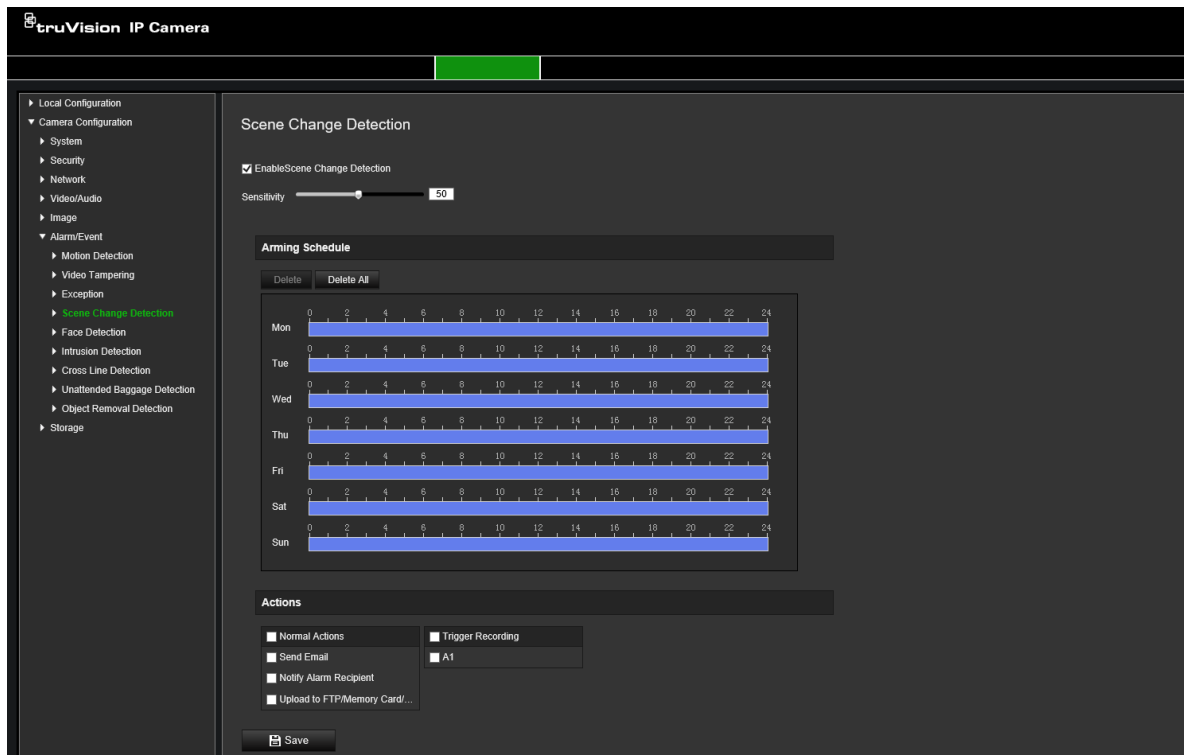 truVision IP Camera
Local Configuration
Camera Configuration
System
Security
Network
Video/Audio
Image
Alarm/Event
Motion Detection
Video Tampering
Exception
Scene Change Detection
Face Detection
Intrusion Detection
Cross Line Detection
Unattended Baggage Detection
Object Removal Detection
Storage
Scene Change Detection
EnableScene Change Detection
Sensitivity 50
Arming Schedule
Delete Delete All
0 2 4 6 8 10 12 14 16 18 20 22 24
Mon
0 2 4 6 8 10 12 14 16 18 20 22 24
Tue
0 2 4 6 8 10 12 14 16 18 20 22 24
Wed
0 2 4 6 8 10 12 14 16 18 20 22 24
Thu
0 2 4 6 8 10 12 14 16 18 20 22 24
Fri
0 2 4 6 8 10 12 14 16 18 20 22 24
Sat
0 2 4 6 8 10 12 14 16 18 20 22 24
Sun
Actions
Normal Actions Trigger Recording
Send Email A1
Notify Alarm Recipient
Upload to FTP/Memory Card/...
Save